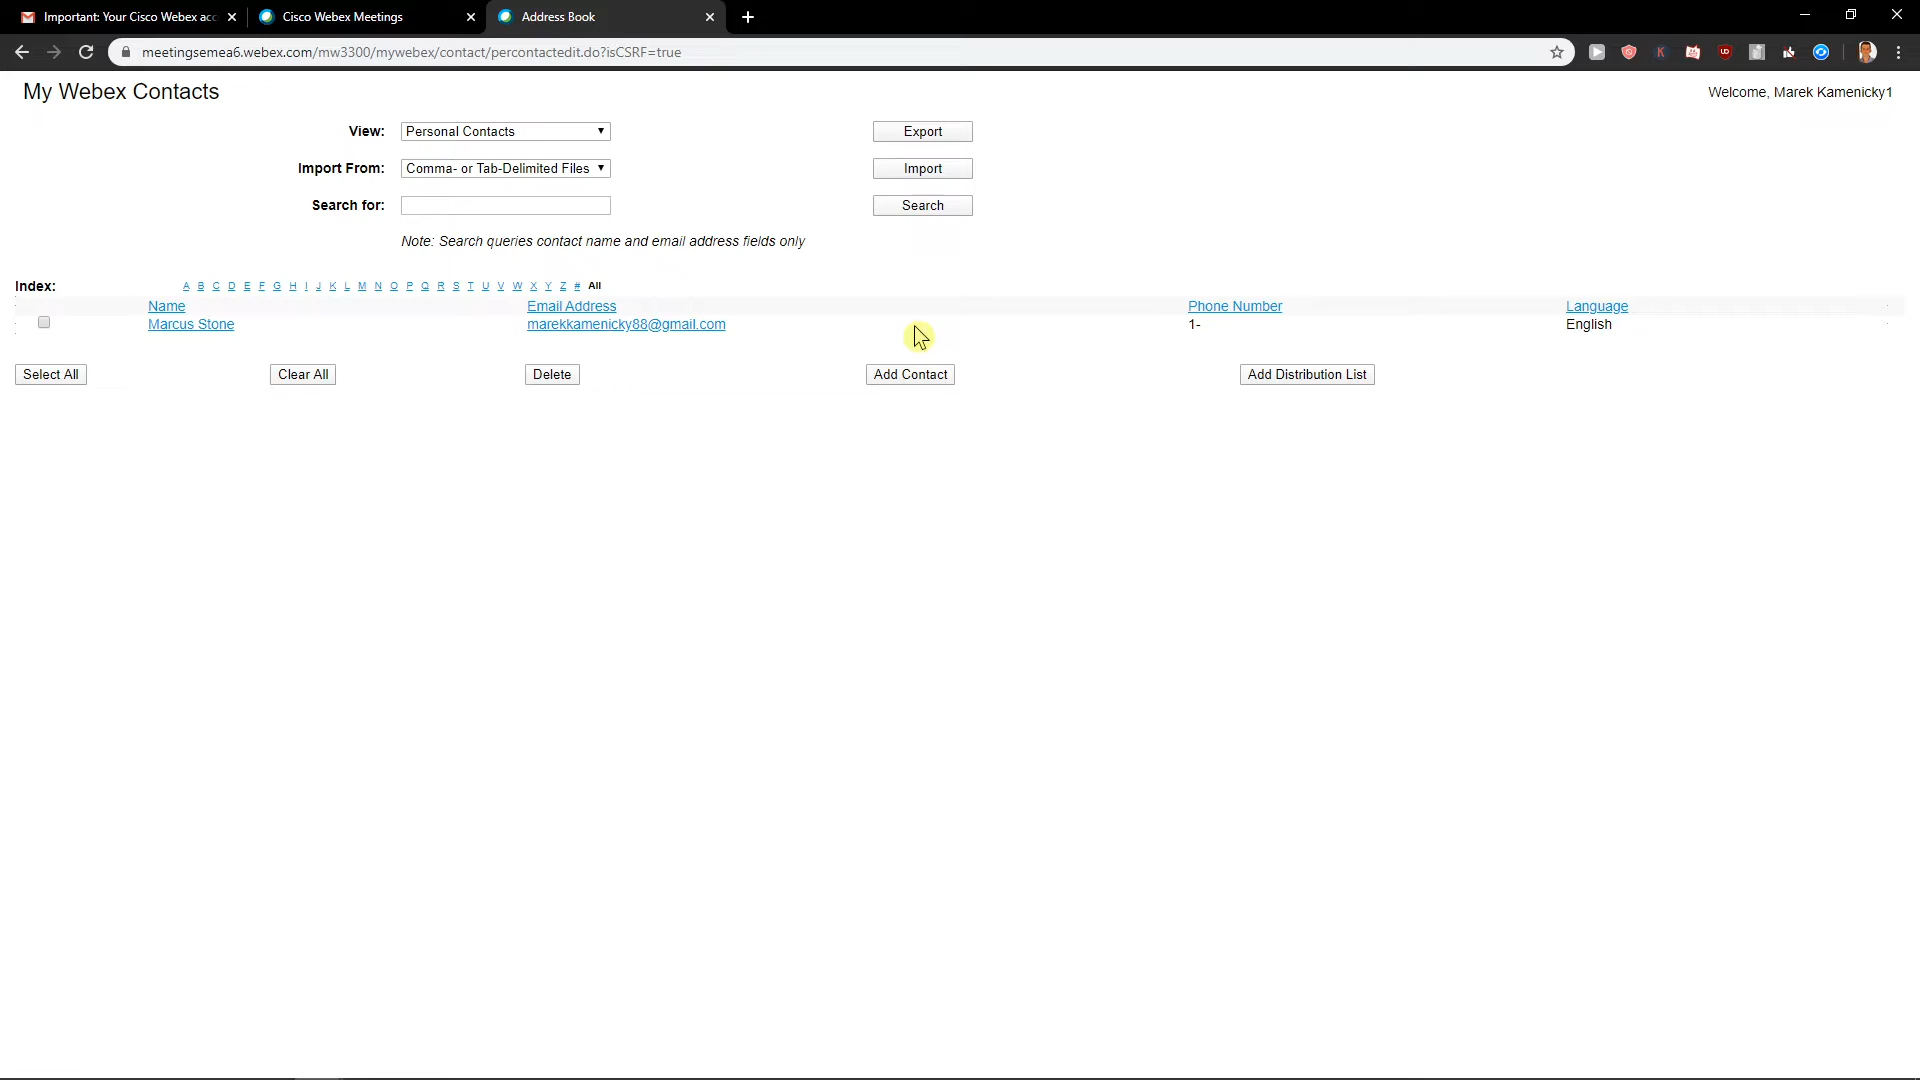 Important: Your Cisco Webex acc
Cisco Webex Meetings
Address Book
meetingsemea6.webex.com/mw3300/mywebex/contact/percontactedit.do?isCSRF=true
My Webex Contacts
Welcome, Marek Kamenicky1
View: Personal Contacts Export
Import From: Comma- or Tab-Delimited Files Import
Search for: Search
Note: Search queries contact name and email address fields only
Index: A B C D E F G H I J K L M N O P Q R S T U V W X Y Z # All
Name Email Address Phone Number Language
Marcus Stone marekkamenicky88@gmail.com 1- English
Select All Clear All Delete Add Contact Add Distribution List